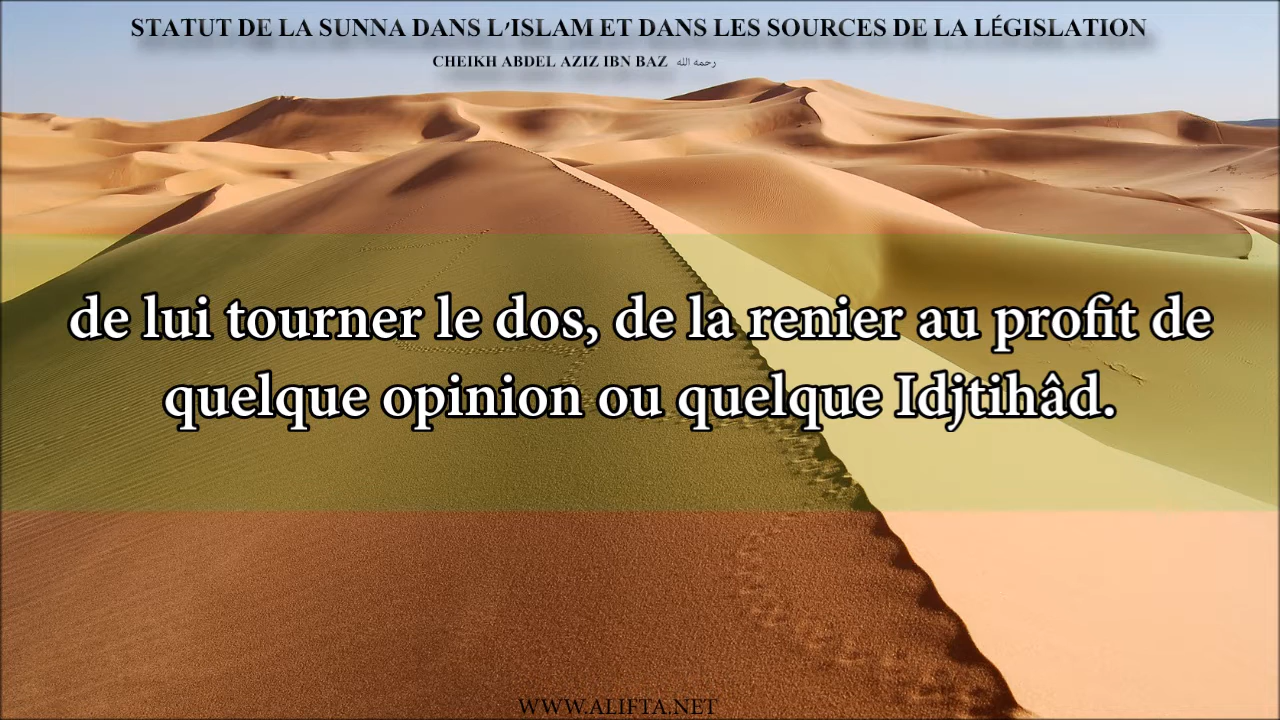 STATUT DE LA SUNNA DANS L'ISLAM ET DANS LES SOURCES DE LA LÉGISLATION
CHEIKH ABDEL AZIZ IBN BAZ رحمه الله
de lui tourner le dos, de la renier au profit de
quelque opinion ou quelque Idjtihâd.
WWW.ALIFTA.NET